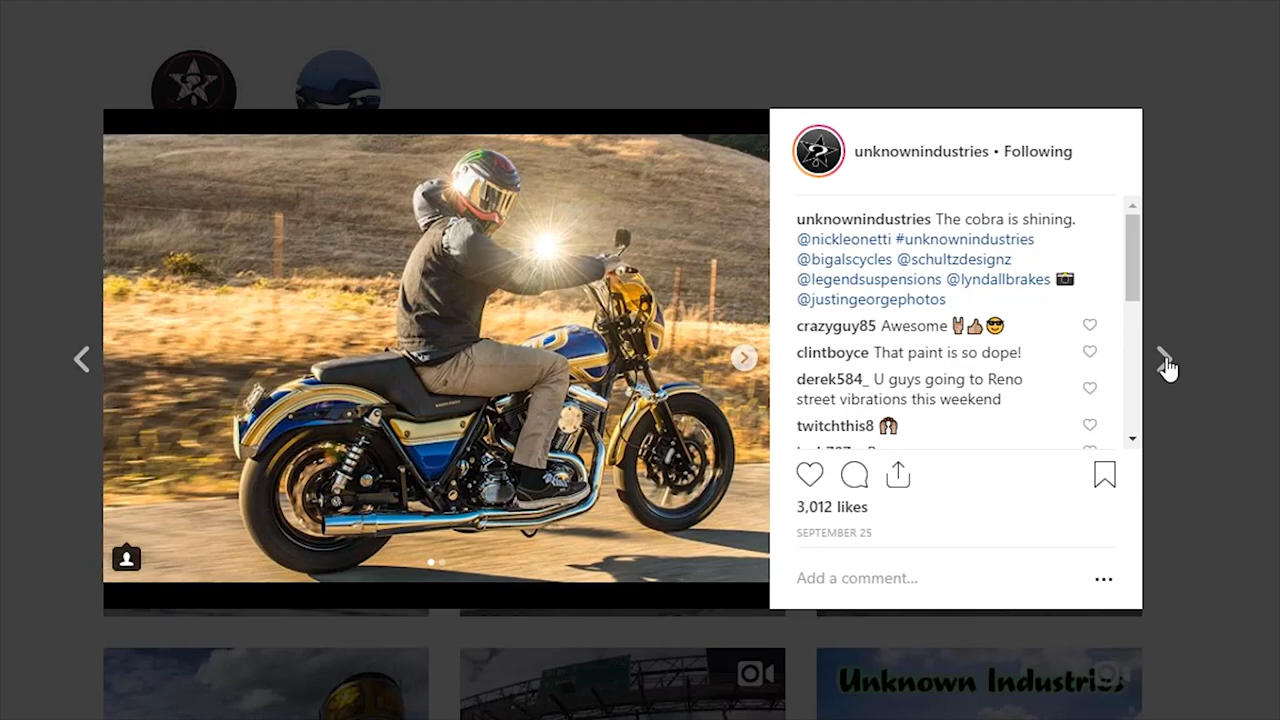 unknownindustries • Following
unknownindustries The cobra is shining.
@nickleonetti #unknownindustries
@bigalscycles @schultzdesignz
@legendsuspensions @lyndallbrakes
@justingeorgephotos
crazyguy85 Awesome 🤘👍😎
clintboyce That paint is so dope!
derek584_ U guys going to Reno
street vibrations this weekend
twitchthis8
3,012 likes
SEPTEMBER 25
Add a comment...
Unknown Industries